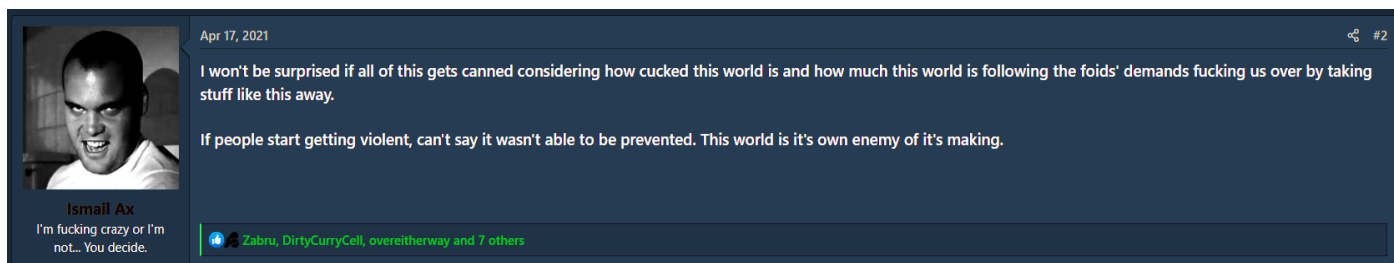 Apr 17, 2021
#2
I won't be surprised if all of this gets canned considering how cucked this world is and how much this world is following the foids' demands fucking us over by taking
stuff like this away.
If people start getting violent, can't say it wasn't able to be prevented. This world is it's own enemy of it's making.
Ismail Ax
I'm fucking crazy or I'm
not... You decide.
Zabru, DirtyCurryCell, overeitherway and 7 others